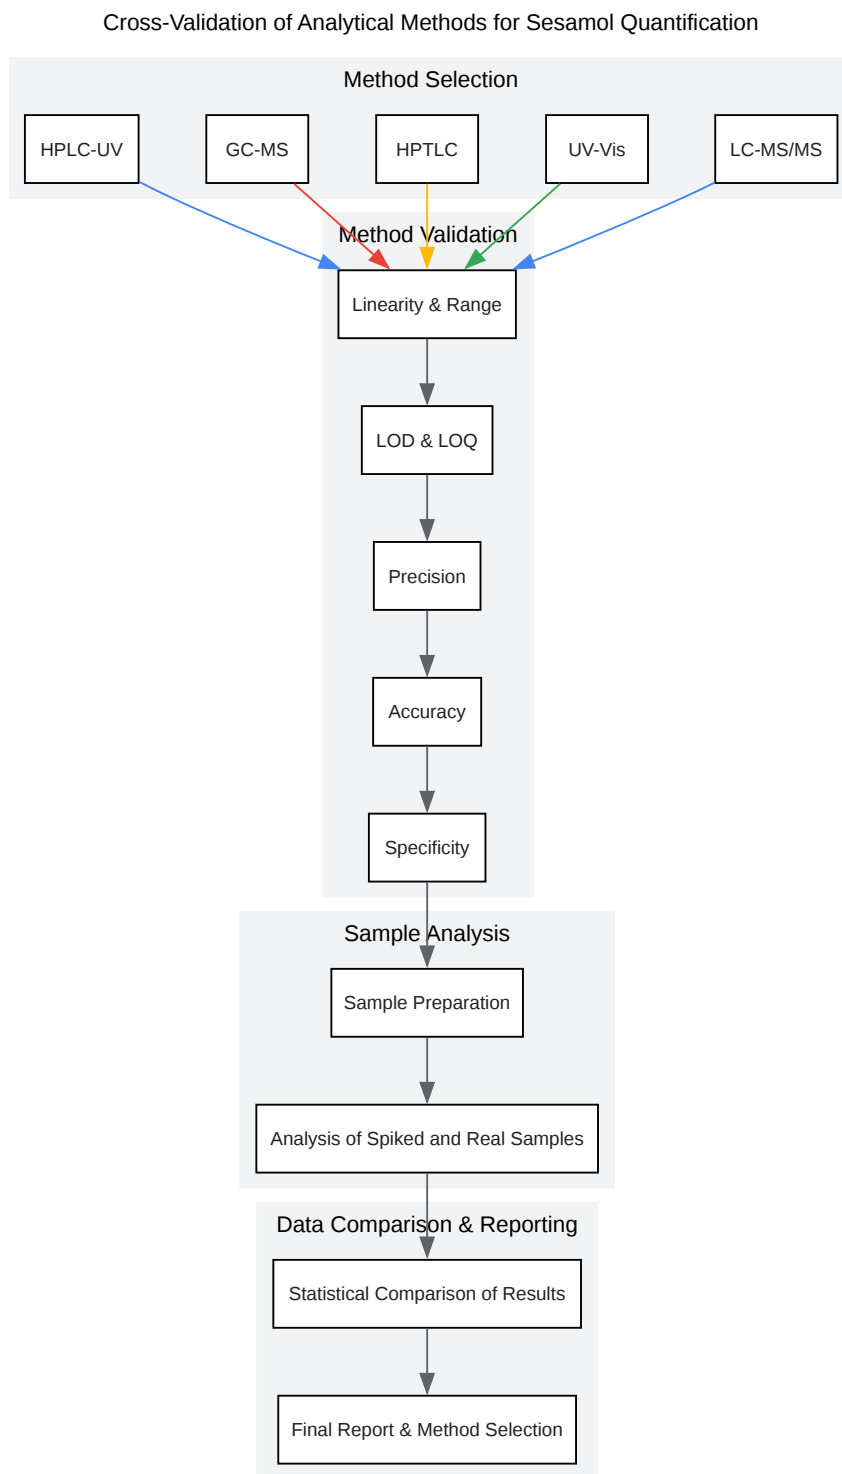 Cross-Validation of Analytical Methods for Sesamol Quantification
Method Selection
HPLC-UV
GC-MS
HPTLC
UV-Vis
LC-MS/MS
Method Validation
Linearity & Range
LOD & LOQ
Precision
Accuracy
Specificity
Sample Analysis
Sample Preparation
Analysis of Spiked and Real Samples
Data Comparison & Reporting
Statistical Comparison of Results
Final Report & Method Selection